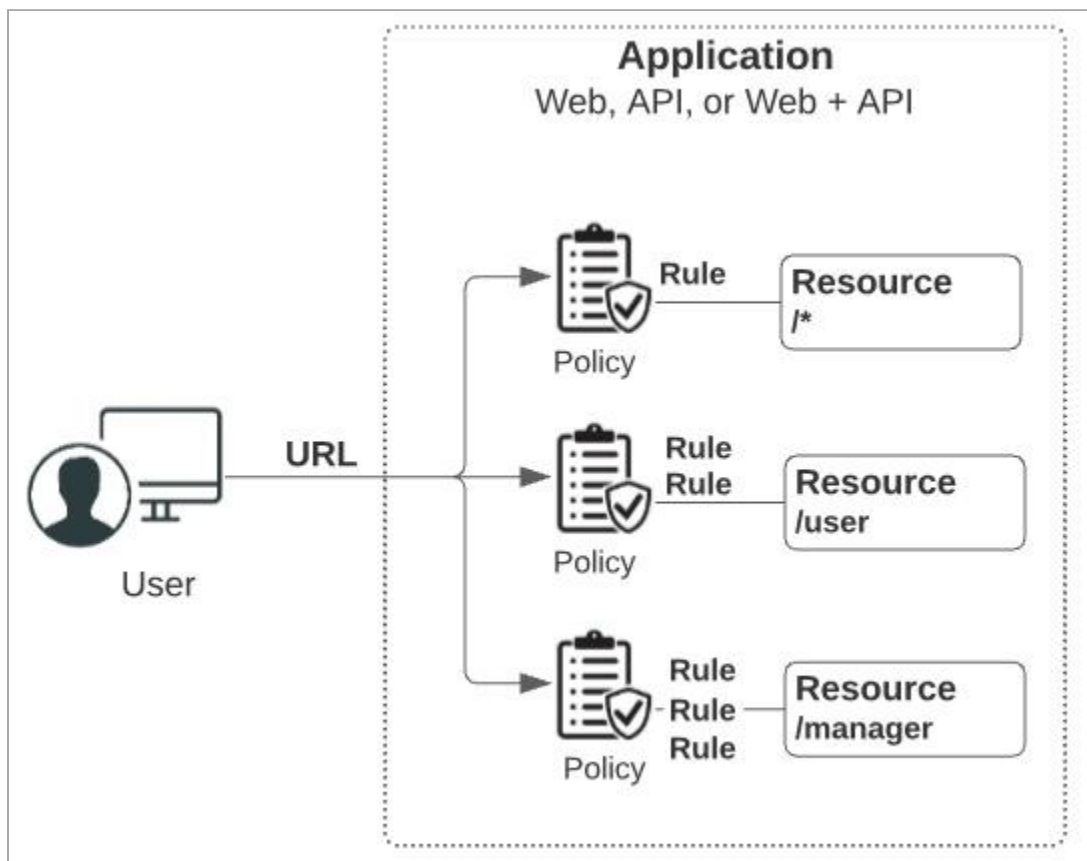 Application
Web, API, or Web + API
Rule
Resource
/*
Policy
URL
User
Rule
Rule
Resource
/user
Policy
Rule
Rule
Rule
Resource
/manager
Policy